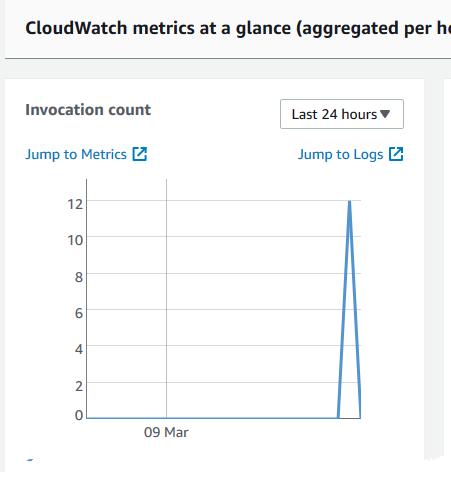 CloudWatch metrics at a glance (aggregated per
Invocation count
Last 24 hours
Jump to Metrics
Jump to Logs
12
10
8
6
4
2
0
09 Mar